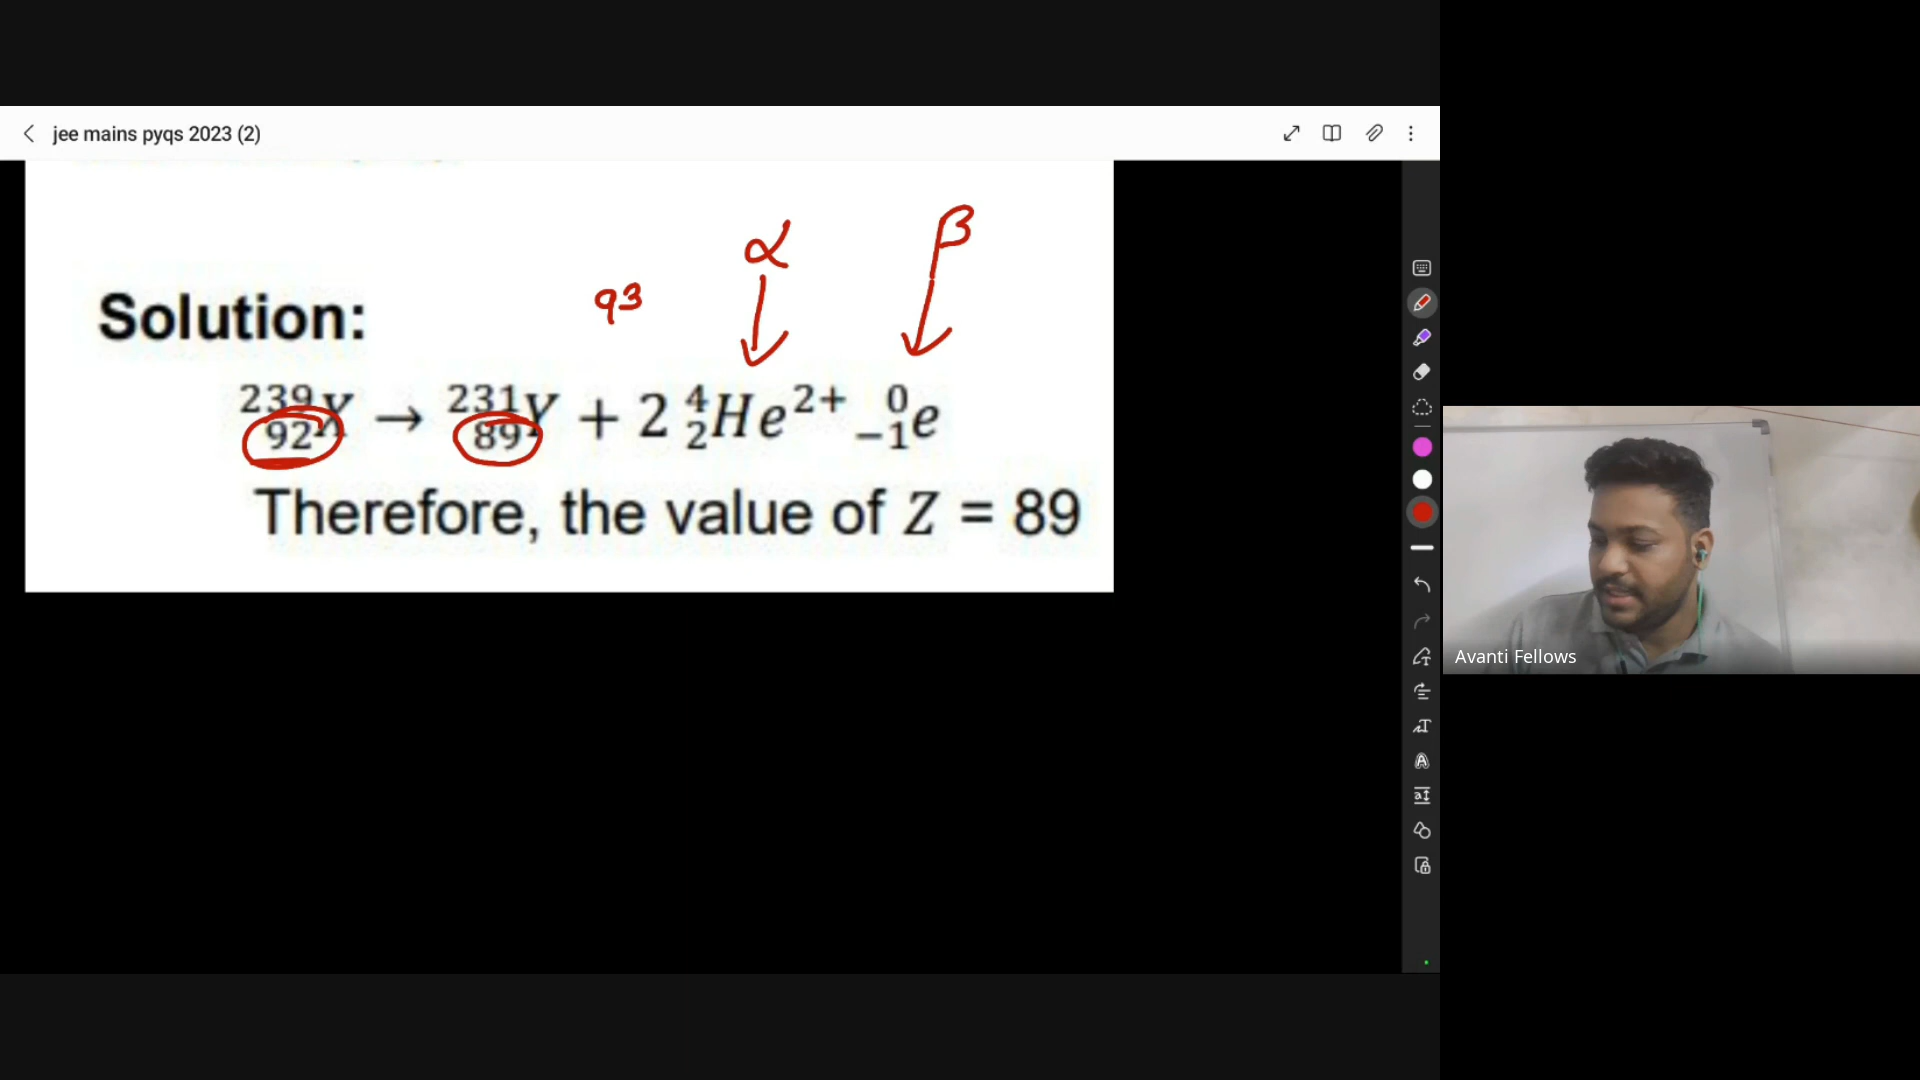 jee mains pyqs 2023 (2)
α β
93
Solution:
²³⁹₉₂X → ²³¹₈₉Y + 2 ⁴₂He²⁺ ⁰₋₁e
Therefore, the value of Z = 89
Avanti Fellows